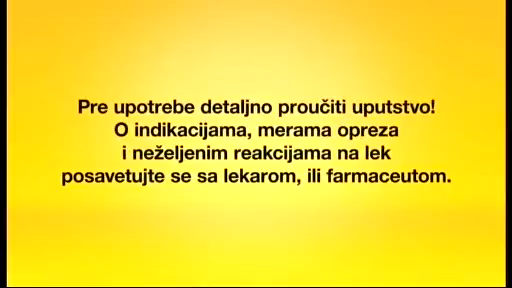 Pre upotrebe detaljno proučiti uputstvo!
O indikacijama, merama opreza
i neželjenim reakcijama na lek
posavetujte se sa lekarom, ili farmaceutom.